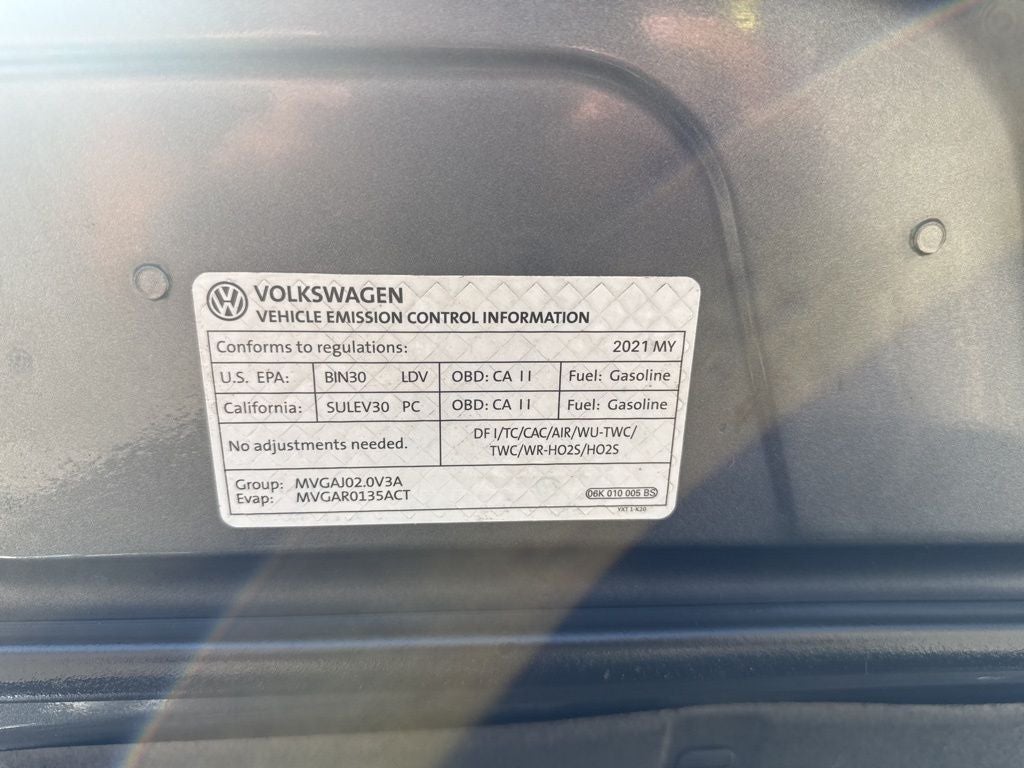 VOLKSWAGEN
VEHICLE EMISSION CONTROL INFORMATION
Conforms to regulations: 2021 MY
U.S. EPA: BIN30 LDV OBD: CA II Fuel: Gasoline
California: SULEV30 PC OBD: CA II Fuel: Gasoline
No adjustments needed.
DFI/TC/CAC/AIR/WU-TWC/
TWC/WR-HO2S/HO2S
Group: MVGAJ02.0V3A
Evap: MVGAR0135ACT
06K 010 005 BS